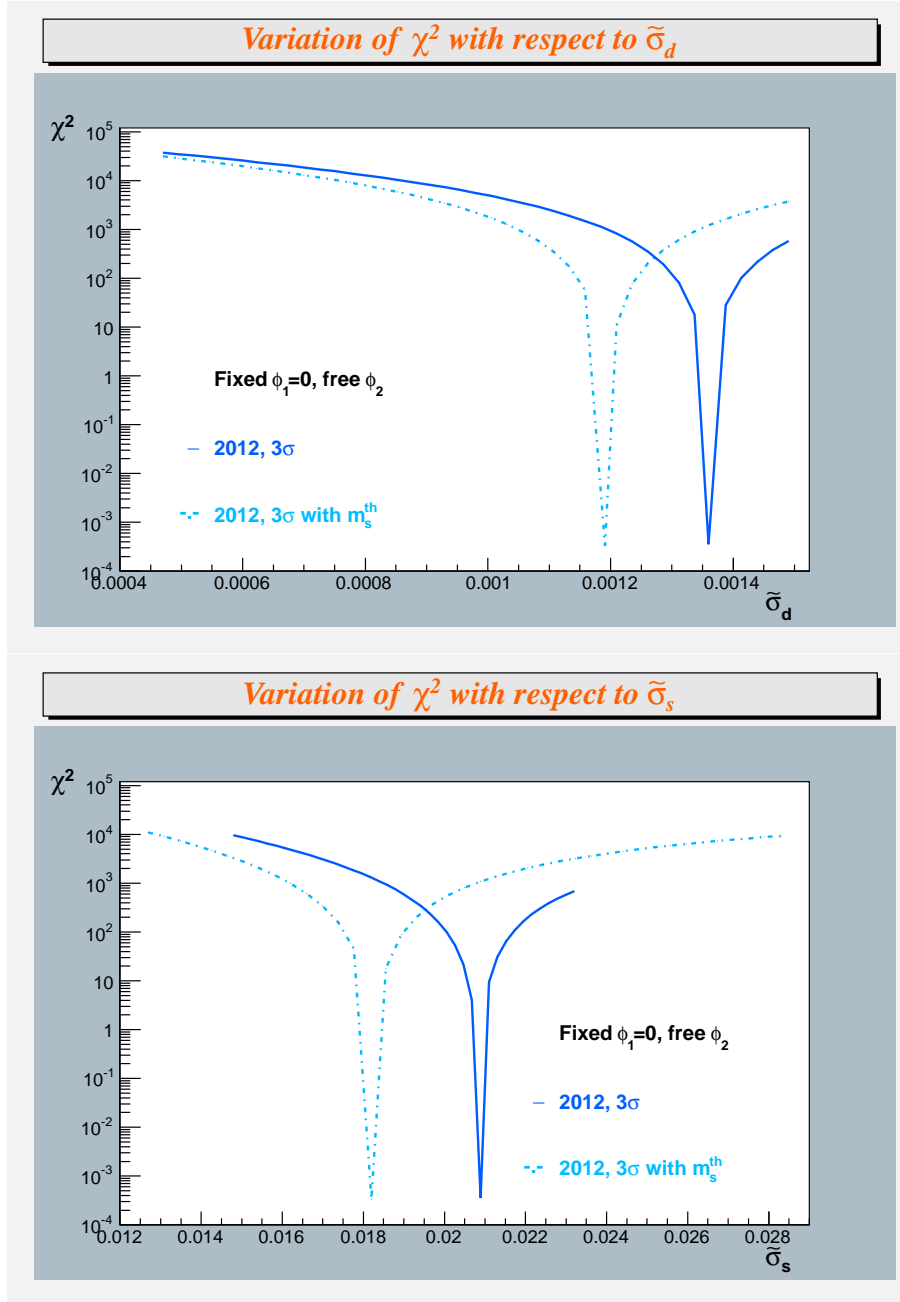 Variation of χ² with respect to σ̃_d
χ²
10⁵
10⁴
10³
10²
10
1
10⁻¹
10⁻²
10⁻³
10⁻⁴
Fixed ϕ₁=0, free ϕ₂
2012, 3σ
2012, 3σ with m_s^th
0.0004 0.0006 0.0008 0.001 0.0012 0.0014
σ̃_d
Variation of χ² with respect to σ̃_s
χ²
10⁵
10⁴
10³
10²
10
1
10⁻¹
10⁻²
10⁻³
10⁻⁴
Fixed ϕ₁=0, free ϕ₂
2012, 3σ
2012, 3σ with m_s^th
0.012 0.014 0.016 0.018 0.02 0.022 0.024 0.026 0.028
σ̃_s